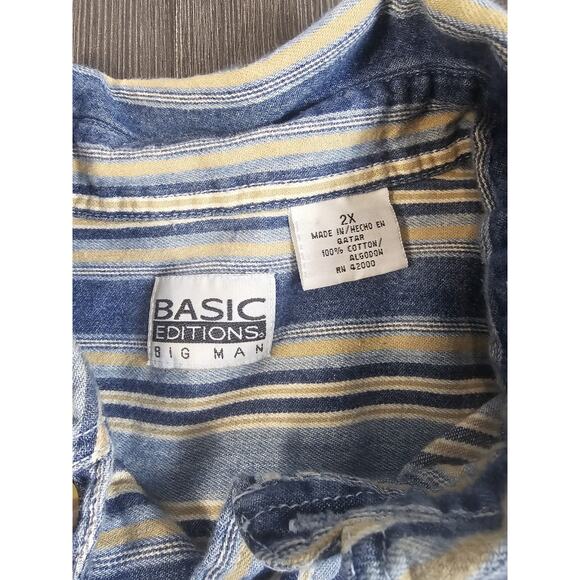 2X
MADE IN/HECHO EN
QATAR
100% COTTON/
ALGODON
RN 42000
BASIC
EDITIONS®
BIG MAN